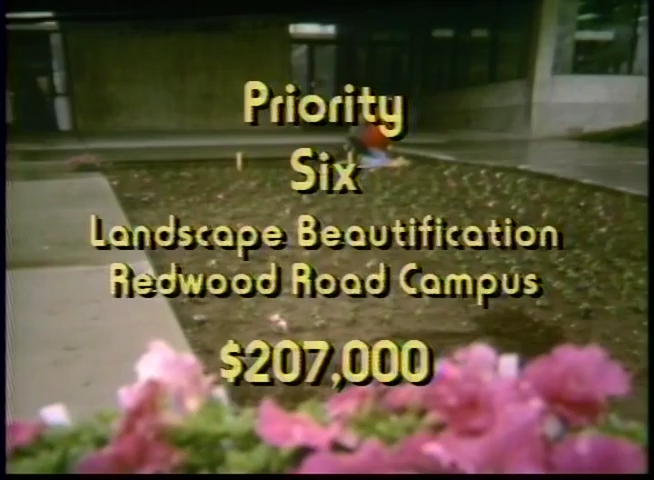 Priority
Six
Landscape Beautification
Redwood Road Campus
$207,000